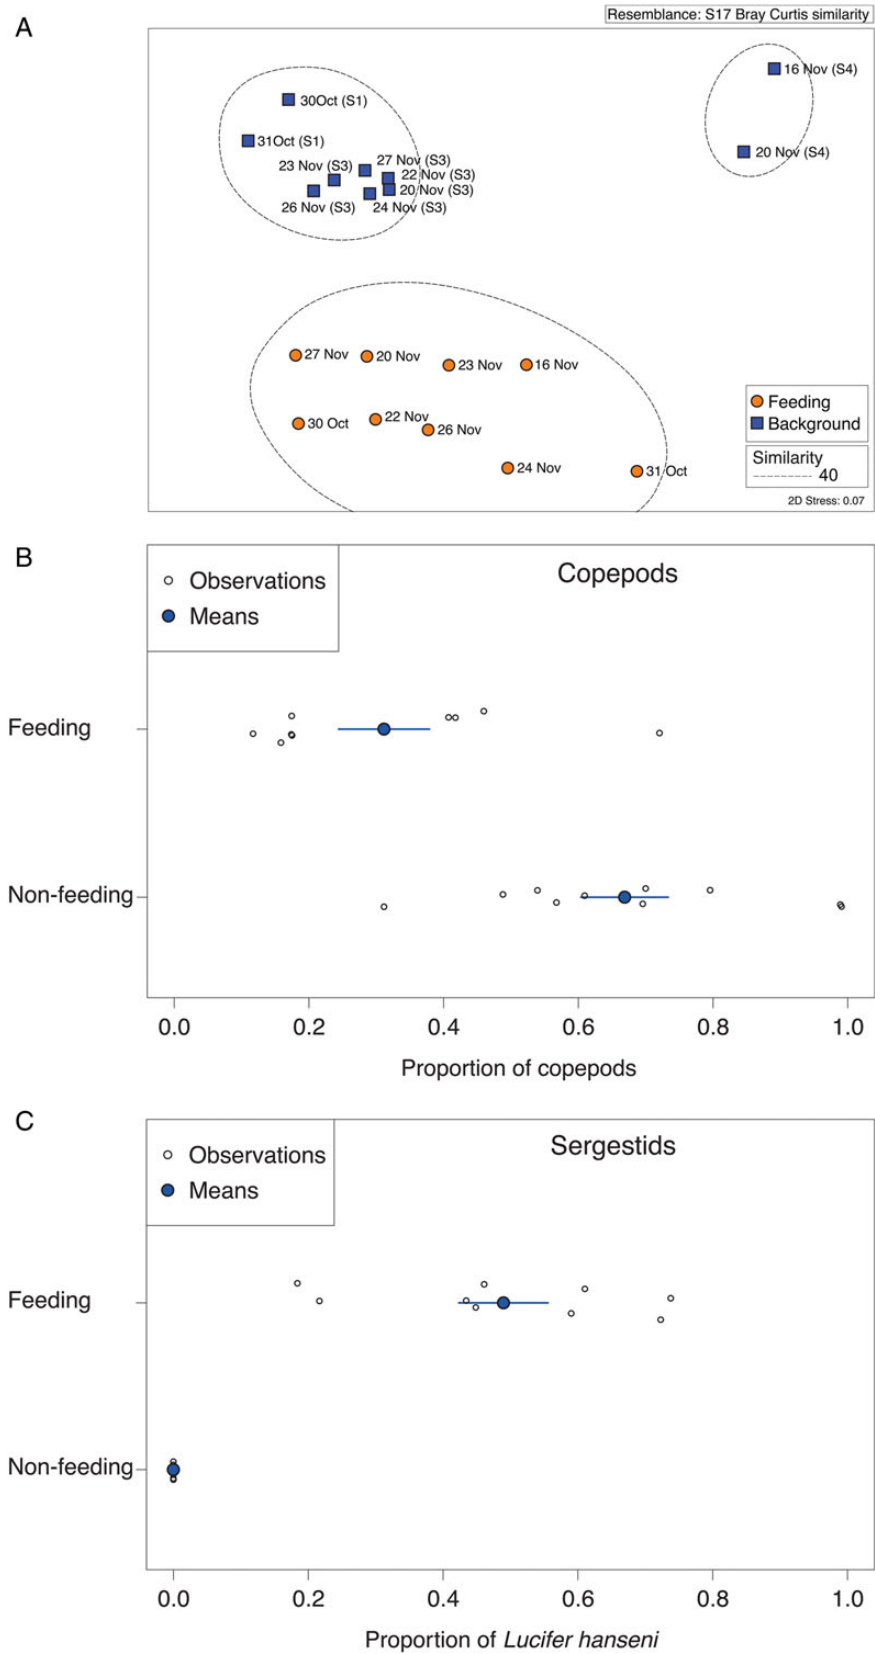 A
Resemblance: S17 Bray Curtis similarity
16 Nov (S4)
30Oct (S1)
31Oct (S1)
20 Nov (S4)
27 Nov (S3)
23 Nov (S3)
22 Nov (S3)
20 Nov (S3)
26 Nov (S3)
24 Nov (S3)
27 Nov
20 Nov
23 Nov
16 Nov
30 Oct
22 Nov
26 Nov
24 Nov
31 Oct
Feeding
Background
Similarity
40
2D Stress: 0.07
B
Observations
Means
Copepods
Feeding
Non-feeding
0.0 0.2 0.4 0.6 0.8 1.0
Proportion of copepods
C
Observations
Means
Sergestids
Feeding
Non-feeding
0.0 0.2 0.4 0.6 0.8 1.0
Proportion of Lucifer hanseni